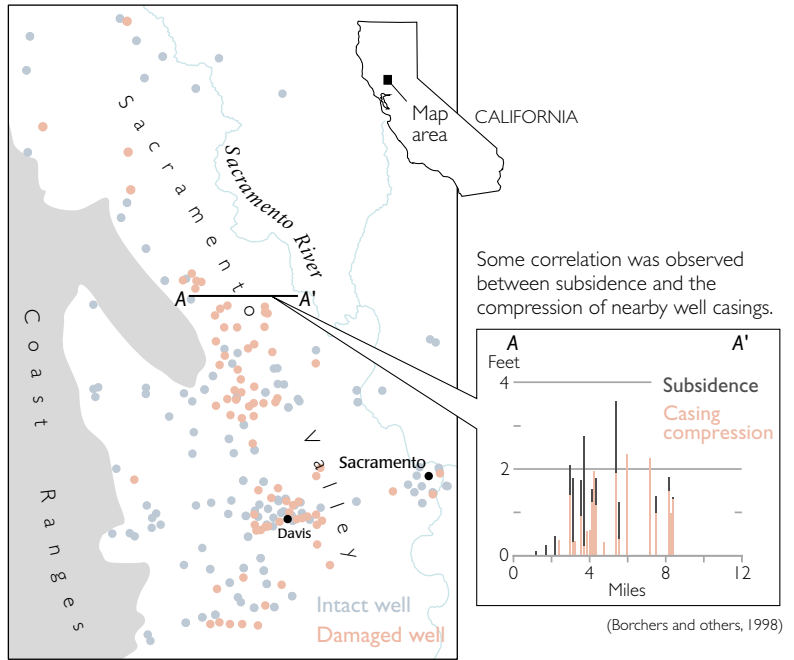 Sacramento
Valley
Sacramento River
Coast Ranges
CALIFORNIA
Map
area
A
A'
Sacramento
Davis
Intact well
Damaged well
Some correlation was observed
between subsidence and the
compression of nearby well casings.
A
A'
Feet
4
Subsidence
Casing
compression
2
0
0
4
8
12
Miles
(Borchers and others, 1998)